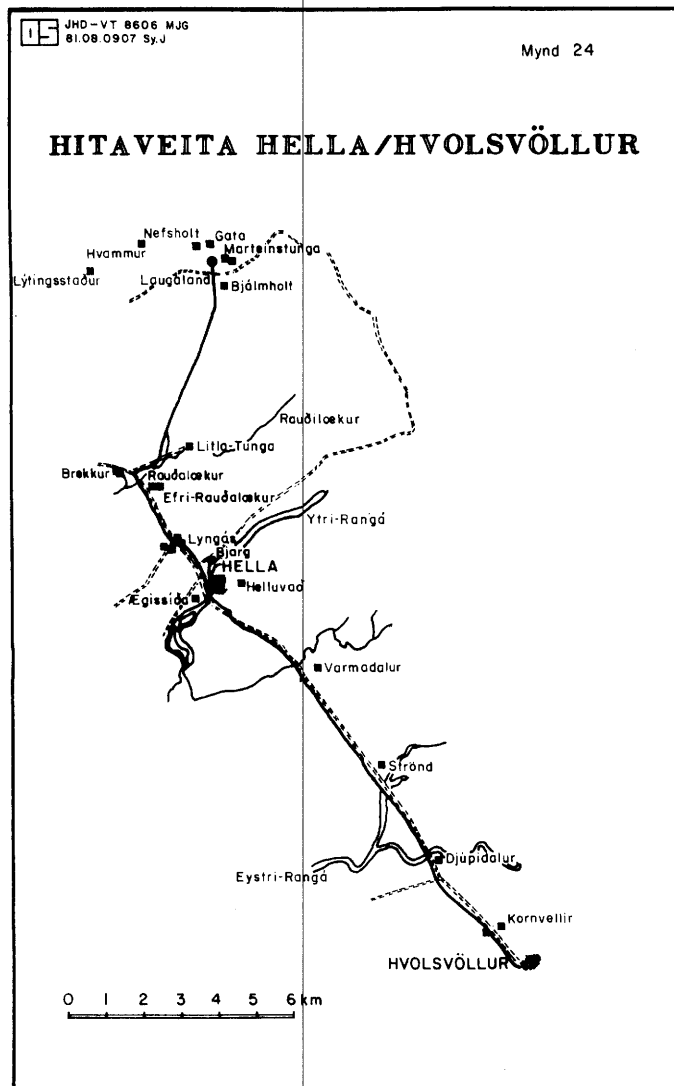 OS JHD-VT 8606 MJG
81.08.0907 Sy.J
Mynd 24
HITAVEITA HELLA/HVOLSVÖLLUR
Nefsholt
Gata
Hvammur
Marteinstunga
Lýtingsstaður
Laugaland
Bjálmholt
Rauðilækur
Litla-Tunga
Brekkur
Rauðalækur
Efri-Rauðalækur
Ytri-Rangá
Lyngás
Bjarg
HELLA
Helluvað
Ægissíða
Varmadalur
Strönd
Djúpidalur
Eystri-Rangá
Kornvellir
HVOLSVÖLLUR
0 1 2 3 4 5 6 km